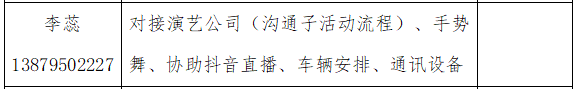 李蕊
13879502227
对接演艺公司（沟通子活动流程）、手势
舞、协助抖音直播、车辆安排、通讯设备